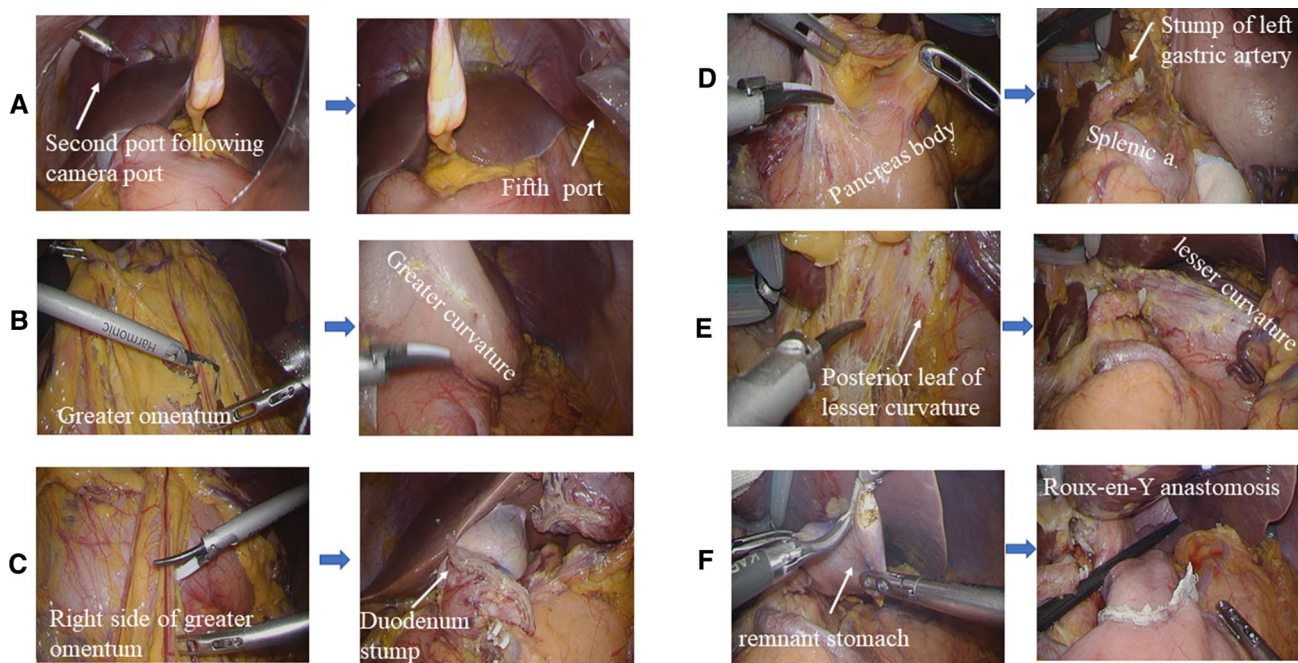 A
Second port following
camera port
Fifth port
B
Harmonic
Greater omentum
Greater curvature
C
Right side of greater
omentum
Duodenum
stump
D
Pancreas body
Stump of left
gastric artery
Splenic a.
E
Posterior leaf of
lesser curvature
lesser curvature
F
remnant stomach
Roux-en-Y anastomosis